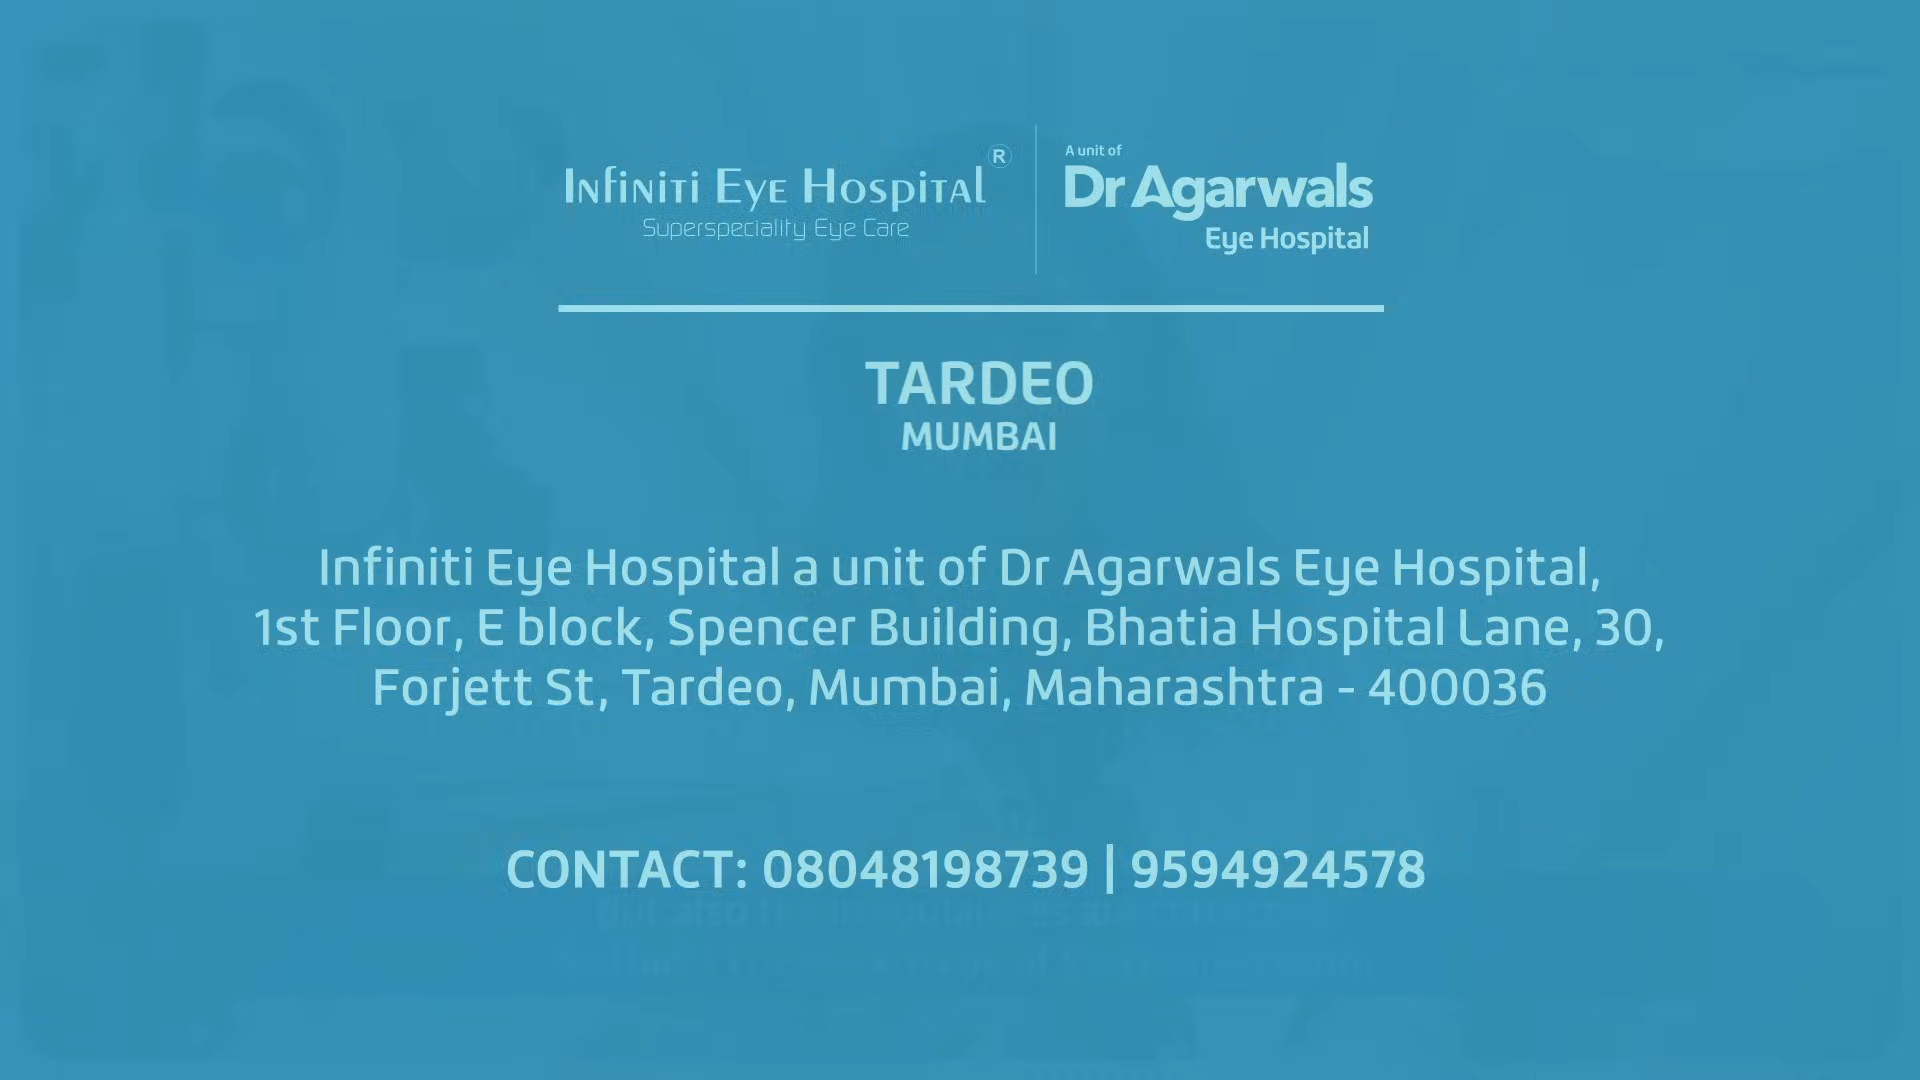 Infiniti Eye Hospital®
Superspeciality Eye Care
A unit of
Dr Agarwals
Eye Hospital
TARDEO
MUMBAI
Infiniti Eye Hospital a unit of Dr Agarwals Eye Hospital,
1st Floor, E block, Spencer Building, Bhatia Hospital Lane, 30,
Forjett St, Tardeo, Mumbai, Maharashtra - 400036
CONTACT: 08048198739 | 9594924578
But also